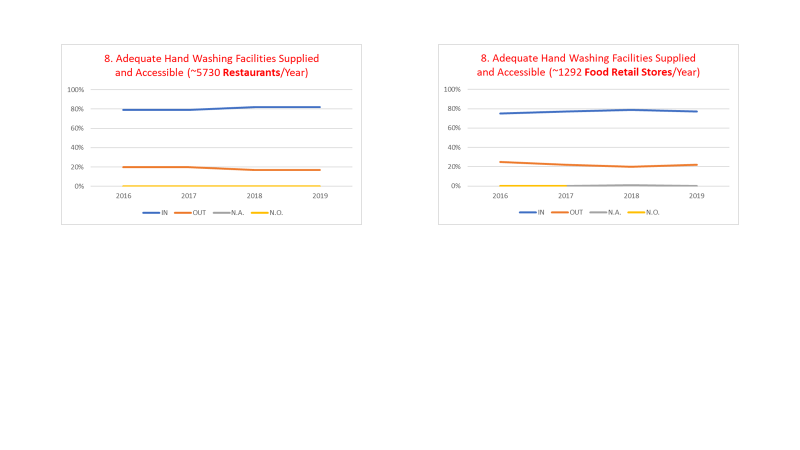 8. Adequate Hand Washing Facilities Supplied
and Accessible (~5730 Restaurants/Year)
100%
80%
60%
40%
20%
0%
2016 2017 2018 2019
IN OUT N.A. N.O.
8. Adequate Hand Washing Facilities Supplied
and Accessible (~1292 Food Retail Stores/Year)
100%
80%
60%
40%
20%
0%
2016 2017 2018 2019
IN OUT N.A. N.O.